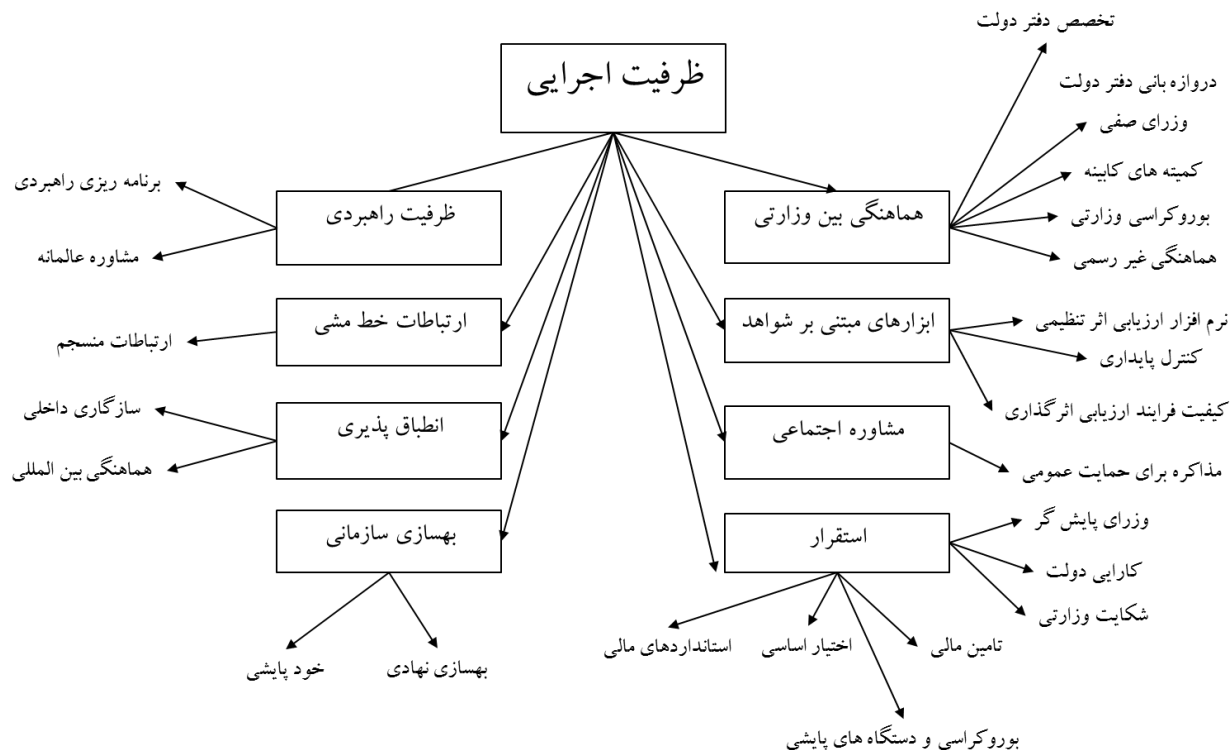 ظرفیت اجرایی
هماهنگی بین وزارتی
تخصص دفتر دولت
دروازه بانی دفتر دولت
وزرای صفی
کمیته های کابینه
بوروکراسی وزارتی
هماهنگی غیر رسمی
ابزارهای مبتنی بر شواهد
نرم افزار ارزیابی اثر تنظیمی
کنترل پایداری
کیفیت فرایند ارزیابی اثرگذاری
مشاوره اجتماعی
مذاکره برای حمایت عمومی
استقرار
وزرای پایش گر
کارایی دولت
شکایت وزارتی
تامین مالی
اختیار اساسی
استانداردهای مالی
بوروکراسی و دستگاه های پایشی
ظرفیت راهبردی
برنامه ریزی راهبردی
مشاوره عالمانه
ارتباطات خط مشی
ارتباطات منسجم
انطباق پذیری
سازگاری داخلی
هماهنگی بین المللی
بهسازی سازمانی
بهسازی نهادی
خود پایشی